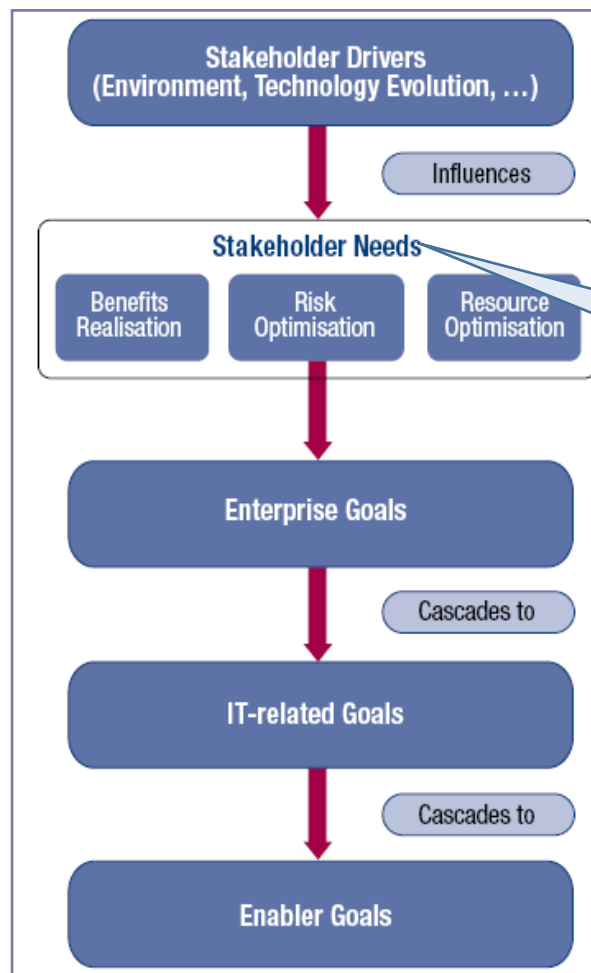 Stakeholder Drivers
(Environment, Technology Evolution, …)
Influences
Stakeholder Needs
Benefits
Realisation
Risk
Optimisation
Resource
Optimisation
Enterprise Goals
Cascades to
IT-related Goals
Cascades to
Enabler Goals